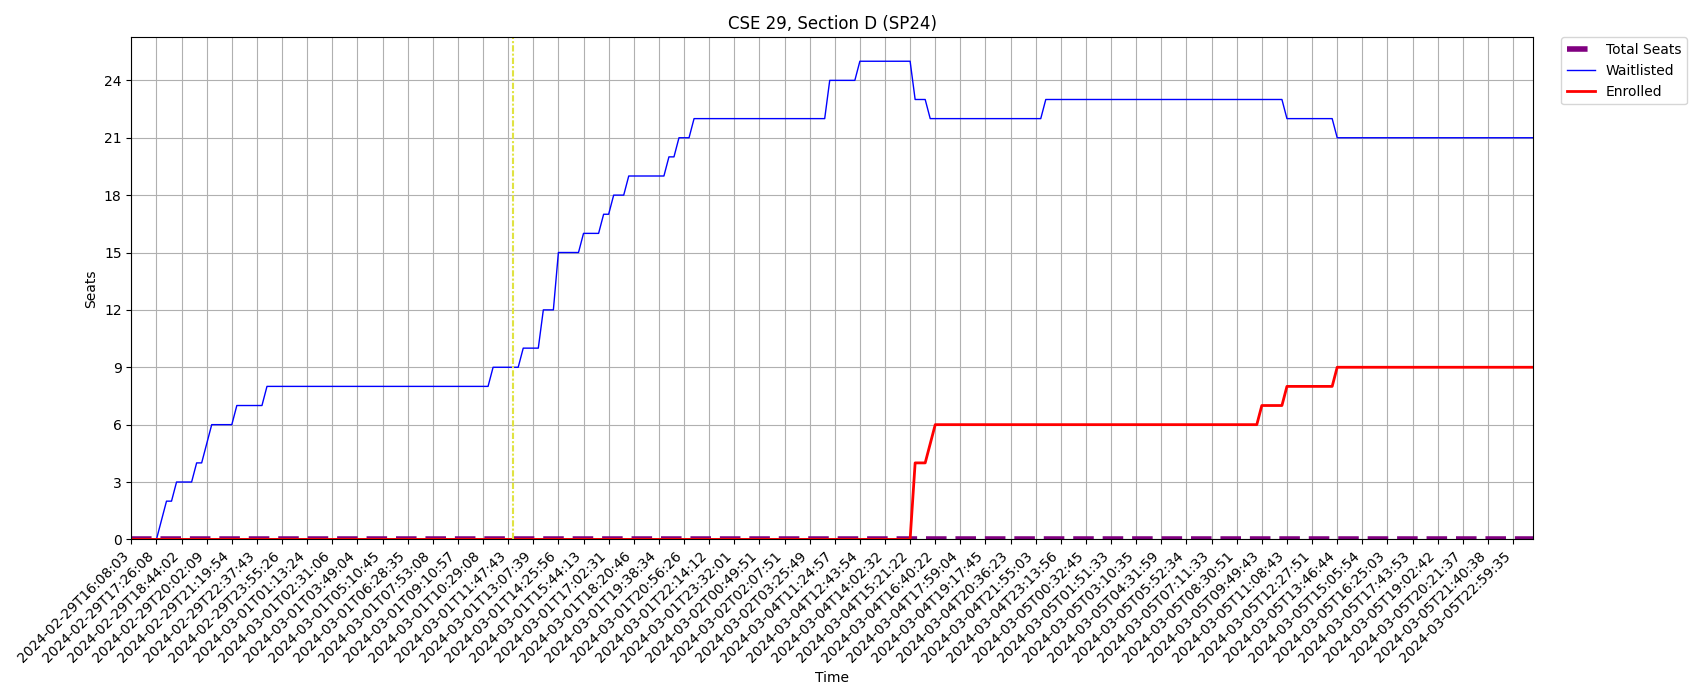 CSE 29, Section D (SP24)
Total Seats
Waitlisted
Enrolled
Seats
24
21
18
15
12
9
6
3
0
2024-02-29T16:08:03
2024-02-29T17:26:08
2024-02-29T18:44:02
2024-02-29T20:02:09
2024-02-29T21:19:54
2024-02-29T22:37:43
2024-02-29T23:55:26
2024-03-01T01:13:24
2024-03-01T02:31:06
2024-03-01T03:49:04
2024-03-01T05:10:45
2024-03-01T06:28:35
2024-03-01T07:53:08
2024-03-01T09:10:57
2024-03-01T10:29:08
2024-03-01T11:47:43
2024-03-01T13:07:39
2024-03-01T14:25:56
2024-03-01T15:44:13
2024-03-01T17:02:31
2024-03-01T18:20:46
2024-03-01T19:38:34
2024-03-01T20:56:26
2024-03-01T22:14:12
2024-03-01T23:32:01
2024-03-02T00:49:51
2024-03-02T02:07:51
2024-03-02T03:25:49
2024-03-04T11:24:57
2024-03-04T12:43:54
2024-03-04T14:02:32
2024-03-04T15:21:22
2024-03-04T16:40:22
2024-03-04T17:59:04
2024-03-04T19:17:45
2024-03-04T20:36:23
2024-03-04T21:55:03
2024-03-04T23:13:56
2024-03-05T00:32:45
2024-03-05T01:51:33
2024-03-05T03:10:35
2024-03-05T04:31:59
2024-03-05T05:52:34
2024-03-05T07:11:33
2024-03-05T08:30:51
2024-03-05T09:49:43
2024-03-05T11:08:43
2024-03-05T12:27:51
2024-03-05T13:46:44
2024-03-05T15:05:54
2024-03-05T16:25:03
2024-03-05T17:43:53
2024-03-05T19:02:42
2024-03-05T20:21:37
2024-03-05T21:40:38
2024-03-05T22:59:35
Time